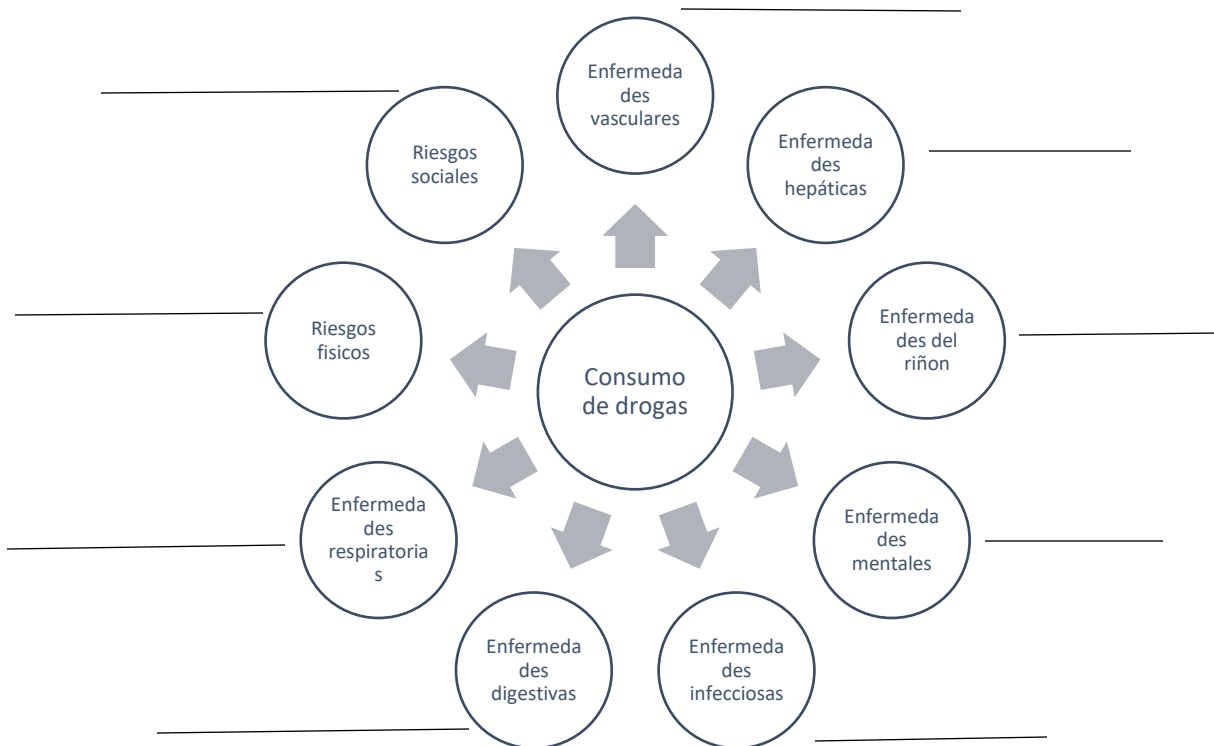 Enfermeda
des
vasculares
Enfermeda
des
hepáticas
Enfermeda
des del
riñon
Enfermeda
des
mentales
Enfermeda
des
infecciosas
Enfermeda
des
digestivas
Enfermeda
des
respiratoria
s
Riesgos
fisicos
Riesgos
sociales
Consumo
de drogas